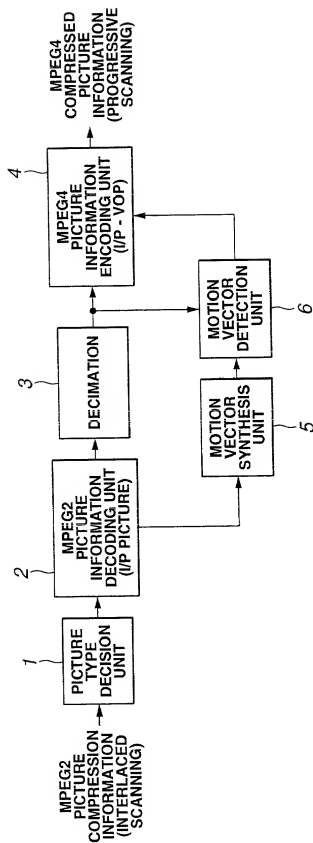 MPEG2
PICTURE
COMPRESSION
INFORMATION
(INTERLACED
SCANNING)
1
PICTURE
TYPE
DECISION
UNIT
2
MPEG2
PICTURE
INFORMATION
DECODING UNIT
(I/P PICTURE)
3
DECIMATION
4
MPEG4
PICTURE
INFORMATION
ENCODING UNIT
(I/P - VOP)
MPEG4
COMPRESSED
PICTURE
INFORMATION
(PROGRESSIVE
SCANNING)
MOTION
VECTOR
SYNTHESIS
UNIT
5
MOTION
VECTOR
DETECTION
UNIT
6